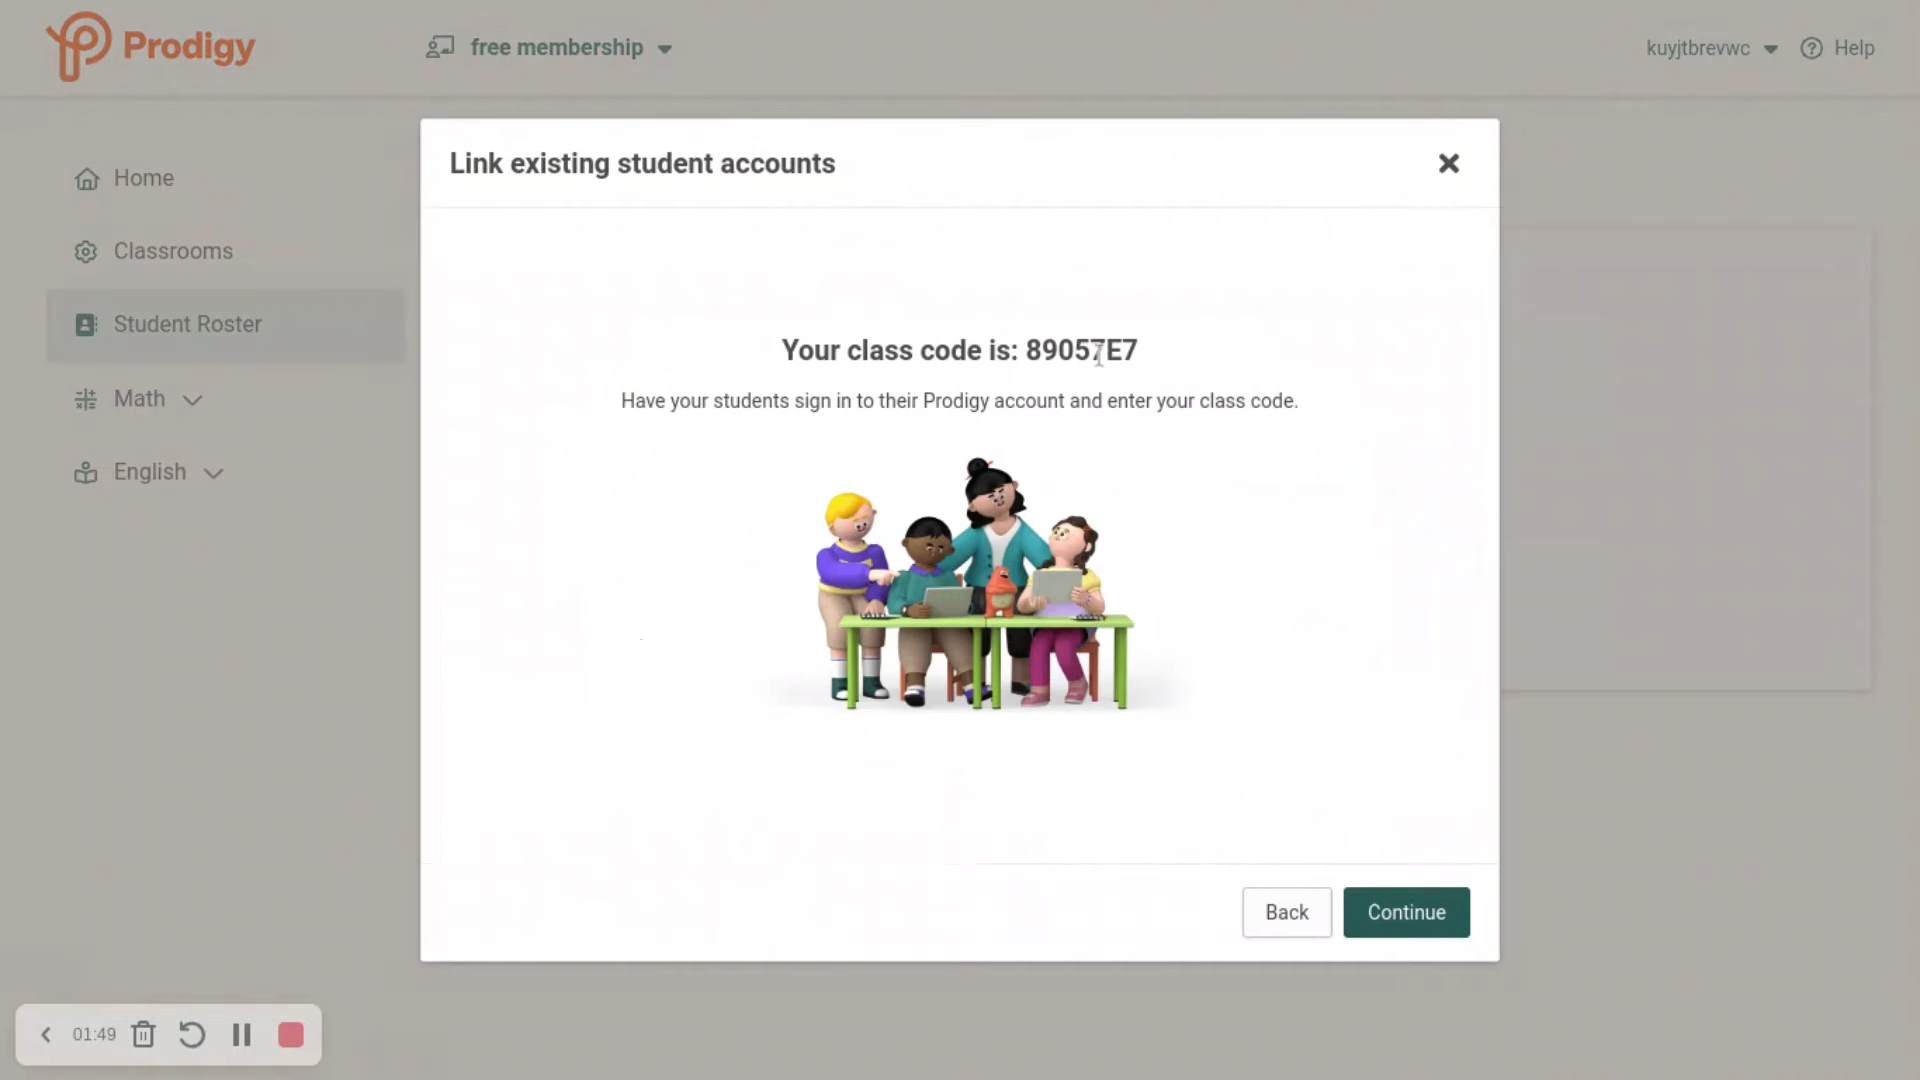 Prodigy
free membership
kuyjtbrevwc
Help
Home
Classrooms
Student Roster
Math
English
Link existing student accounts
Your class code is: 89057E7
Have your students sign in to their Prodigy account and enter your class code.
Back
Continue
01:49